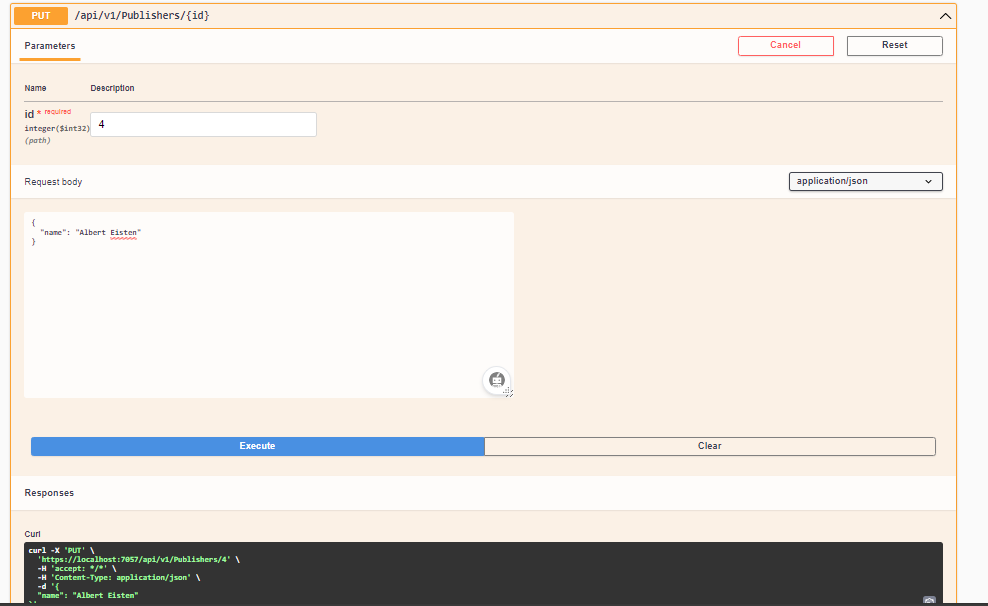 PUT /api/v1/Publishers/{id}
Parameters Cancel Reset
Name Description
id * required 4
integer($int32)
(path)
Request body application/json
{
"name": "Albert Eisten"
}
Execute Clear
Responses
Curl
curl -X 'PUT' \
'https://localhost:7057/api/v1/Publishers/4' \
-H 'accept: */*' \
-H 'Content-Type: application/json' \
-d '{
"name": "Albert Eisten"